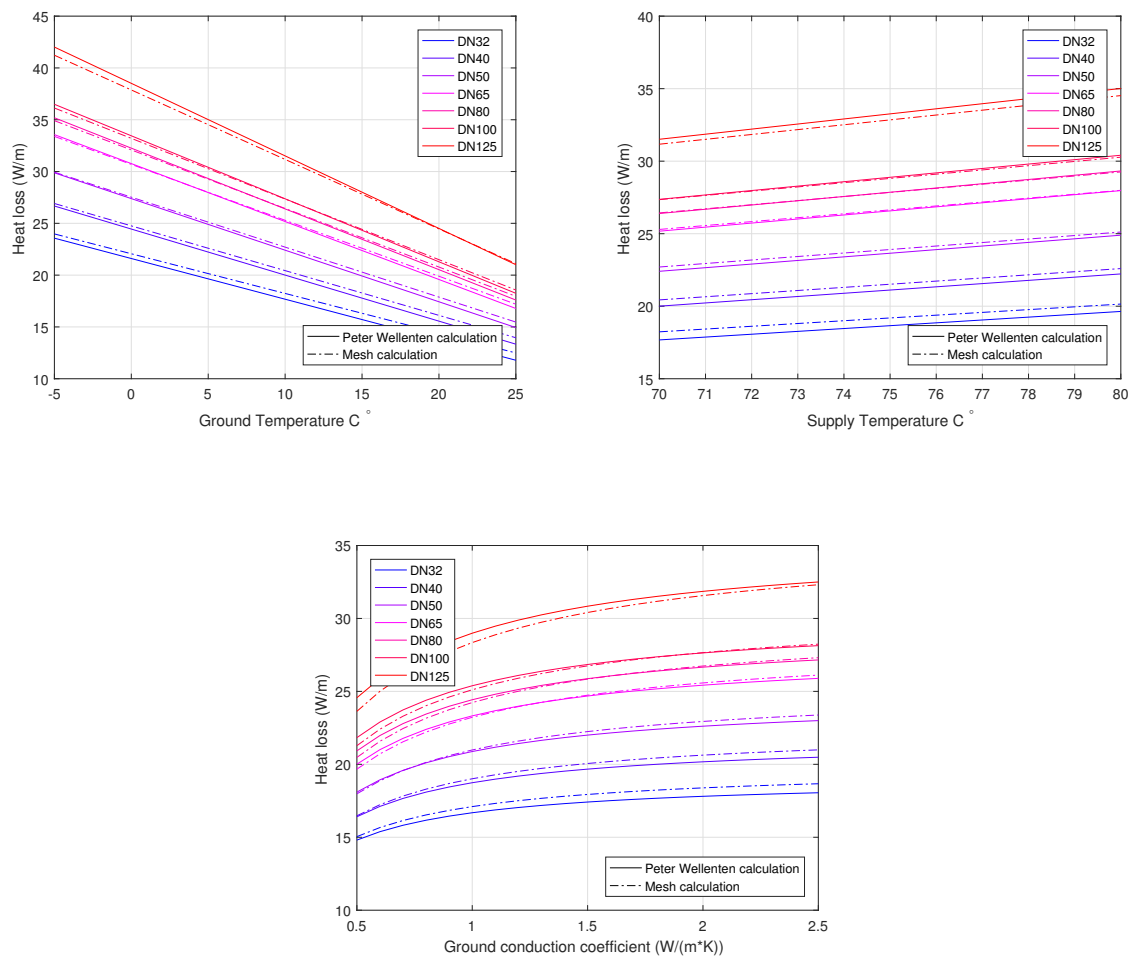 45
40
35
30
25
20
15
10
Heat loss (W/m)
-5 0 5 10 15 20 25
Ground Temperature C °
DN32
DN40
DN50
DN65
DN80
DN100
DN125
Peter Wellenten calculation
Mesh calculation
40
35
30
25
20
15
Heat loss (W/m)
70 71 72 73 74 75 76 77 78 79 80
Supply Temperature C °
DN32
DN40
DN50
DN65
DN80
DN100
DN125
Peter Wellenten calculation
Mesh calculation
35
30
25
20
15
10
Heat loss (W/m)
0.5 1 1.5 2 2.5
Ground conduction coefficient (W/(m*K))
DN32
DN40
DN50
DN65
DN80
DN100
DN125
Peter Wellenten calculation
Mesh calculation